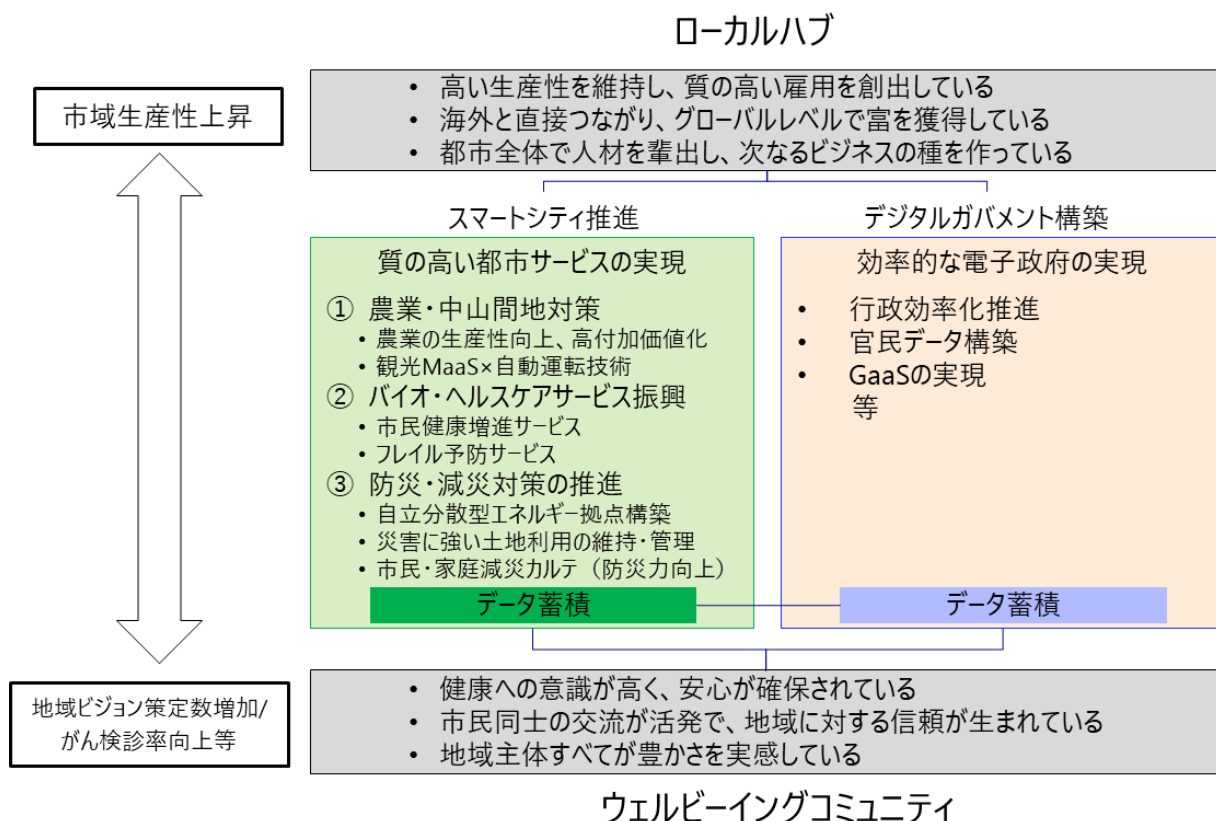 ローカルハブ
市域生産性上昇
• 高い生産性を維持し、質の高い雇用を創出している
• 海外と直接つながり、グローバルレベルで富を獲得している
• 都市全体で人材を輩出し、次なるビジネスの種を作っている
スマートシティ推進
質の高い都市サービスの実現
① 農業・中山間地対策
• 農業の生産性向上、高付加価値化
• 観光MaaS×自動運転技術
② バイオ・ヘルスケアサービス振興
• 市民健康増進サービス
• フレイル予防サービス
③ 防災・減災対策の推進
• 自立分散型エネルギー拠点構築
• 災害に強い土地利用の維持・管理
• 市民・家庭減災カルテ（防災力向上）
データ蓄積
デジタルガバメント構築
効率的な電子政府の実現
• 行政効率化推進
• 官民データ構築
• GaaSの実現
等
データ蓄積
地域ビジョン策定数増加/
がん検診率向上等
• 健康への意識が高く、安心が確保されている
• 市民同士の交流が活発で、地域に対する信頼が生まれている
• 地域主体すべてが豊かさを実感している
ウェルビーイングコミュニティ